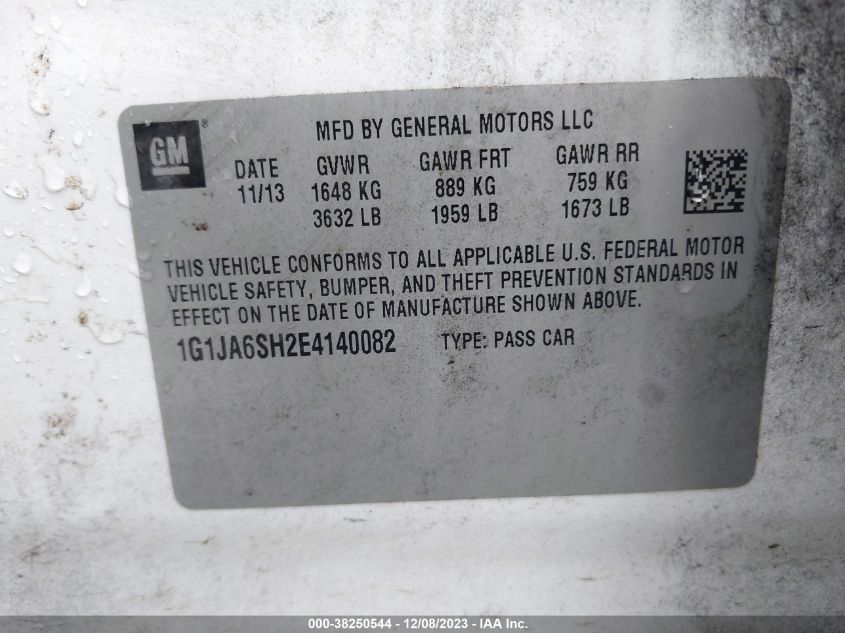 GM
MFD BY GENERAL MOTORS LLC
DATE GVWR GAWR FRT GAWR RR
11/13 1648 KG 889 KG 759 KG
3632 LB 1959 LB 1673 LB
THIS VEHICLE CONFORMS TO ALL APPLICABLE U.S. FEDERAL MOTOR
VEHICLE SAFETY, BUMPER, AND THEFT PREVENTION STANDARDS IN
EFFECT ON THE DATE OF MANUFACTURE SHOWN ABOVE.
1G1JA6SH2E4140082 TYPE: PASS CAR
000-38250544 - 12/08/2023 - IAA Inc.